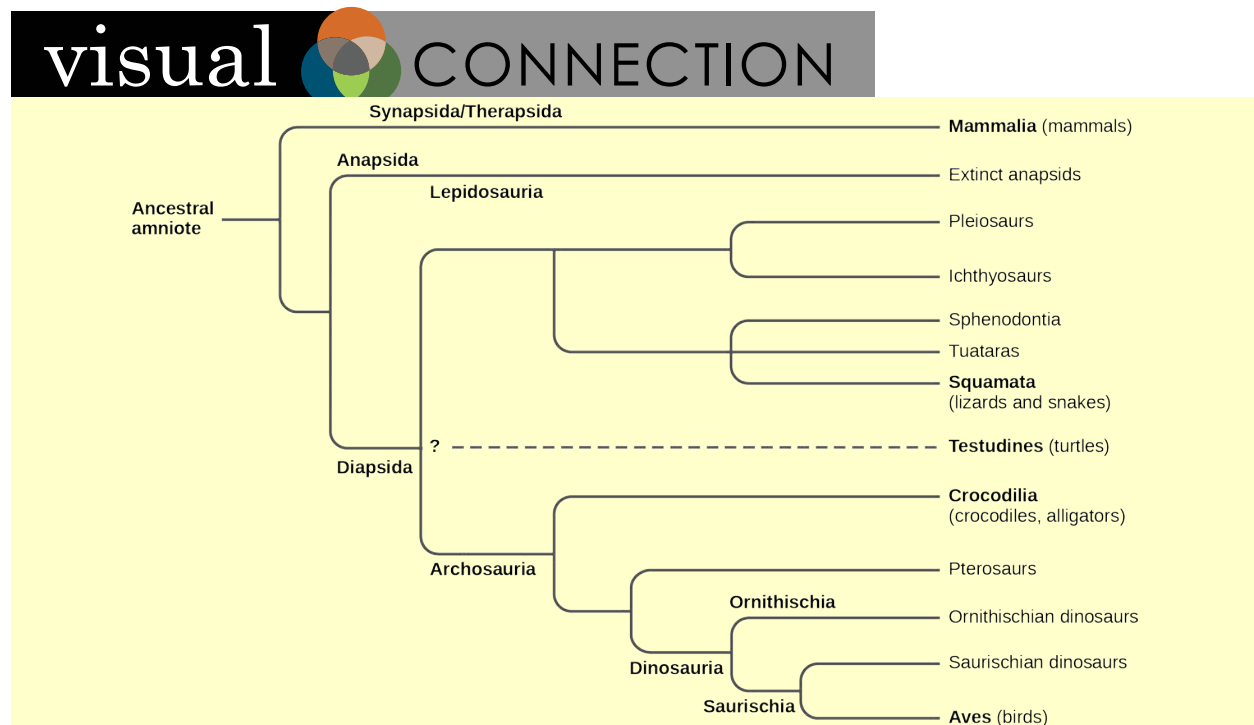 visual CONNECTION
Synapsida/Therapsida
Mammalia (mammals)
Anapsida
Extinct anapsids
Lepidosauria
Ancestral
amniote
Pleiosaurs
Ichthyosaurs
Sphenodontia
Tuataras
Squamata
(lizards and snakes)
?
Testudines (turtles)
Diapsida
Crocodilia
(crocodiles, alligators)
Archosauria
Pterosaurs
Ornithischia
Ornithischian dinosaurs
Dinosauria
Saurischian dinosaurs
Saurischia
Aves (birds)